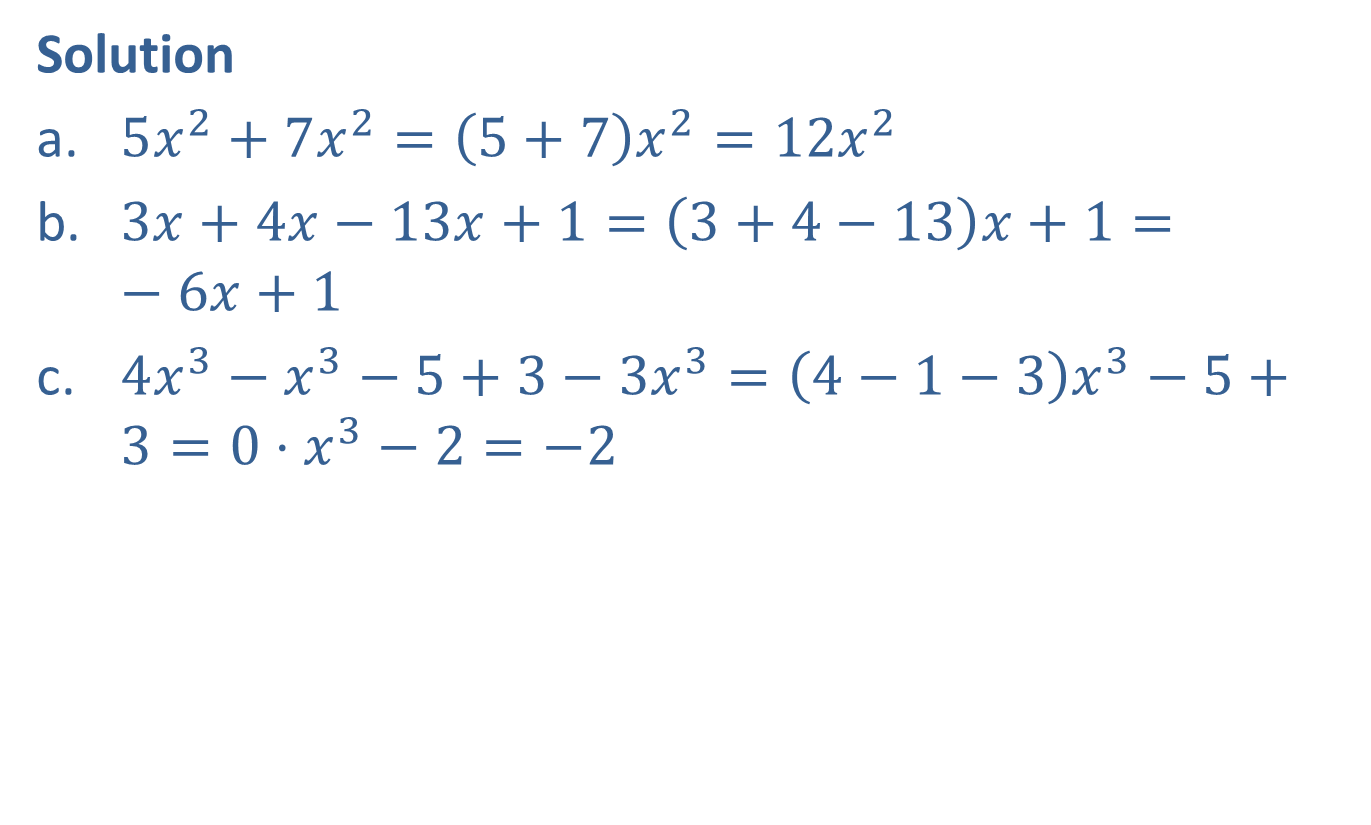 Solution
a. 5x² + 7x² = (5 + 7)x² = 12x²
b. 3x + 4x − 13x + 1 = (3 + 4 − 13)x + 1 =
− 6x + 1
c. 4x³ − x³ − 5 + 3 − 3x³ = (4 − 1 − 3)x³ − 5 +
3 = 0 · x³ − 2 = −2